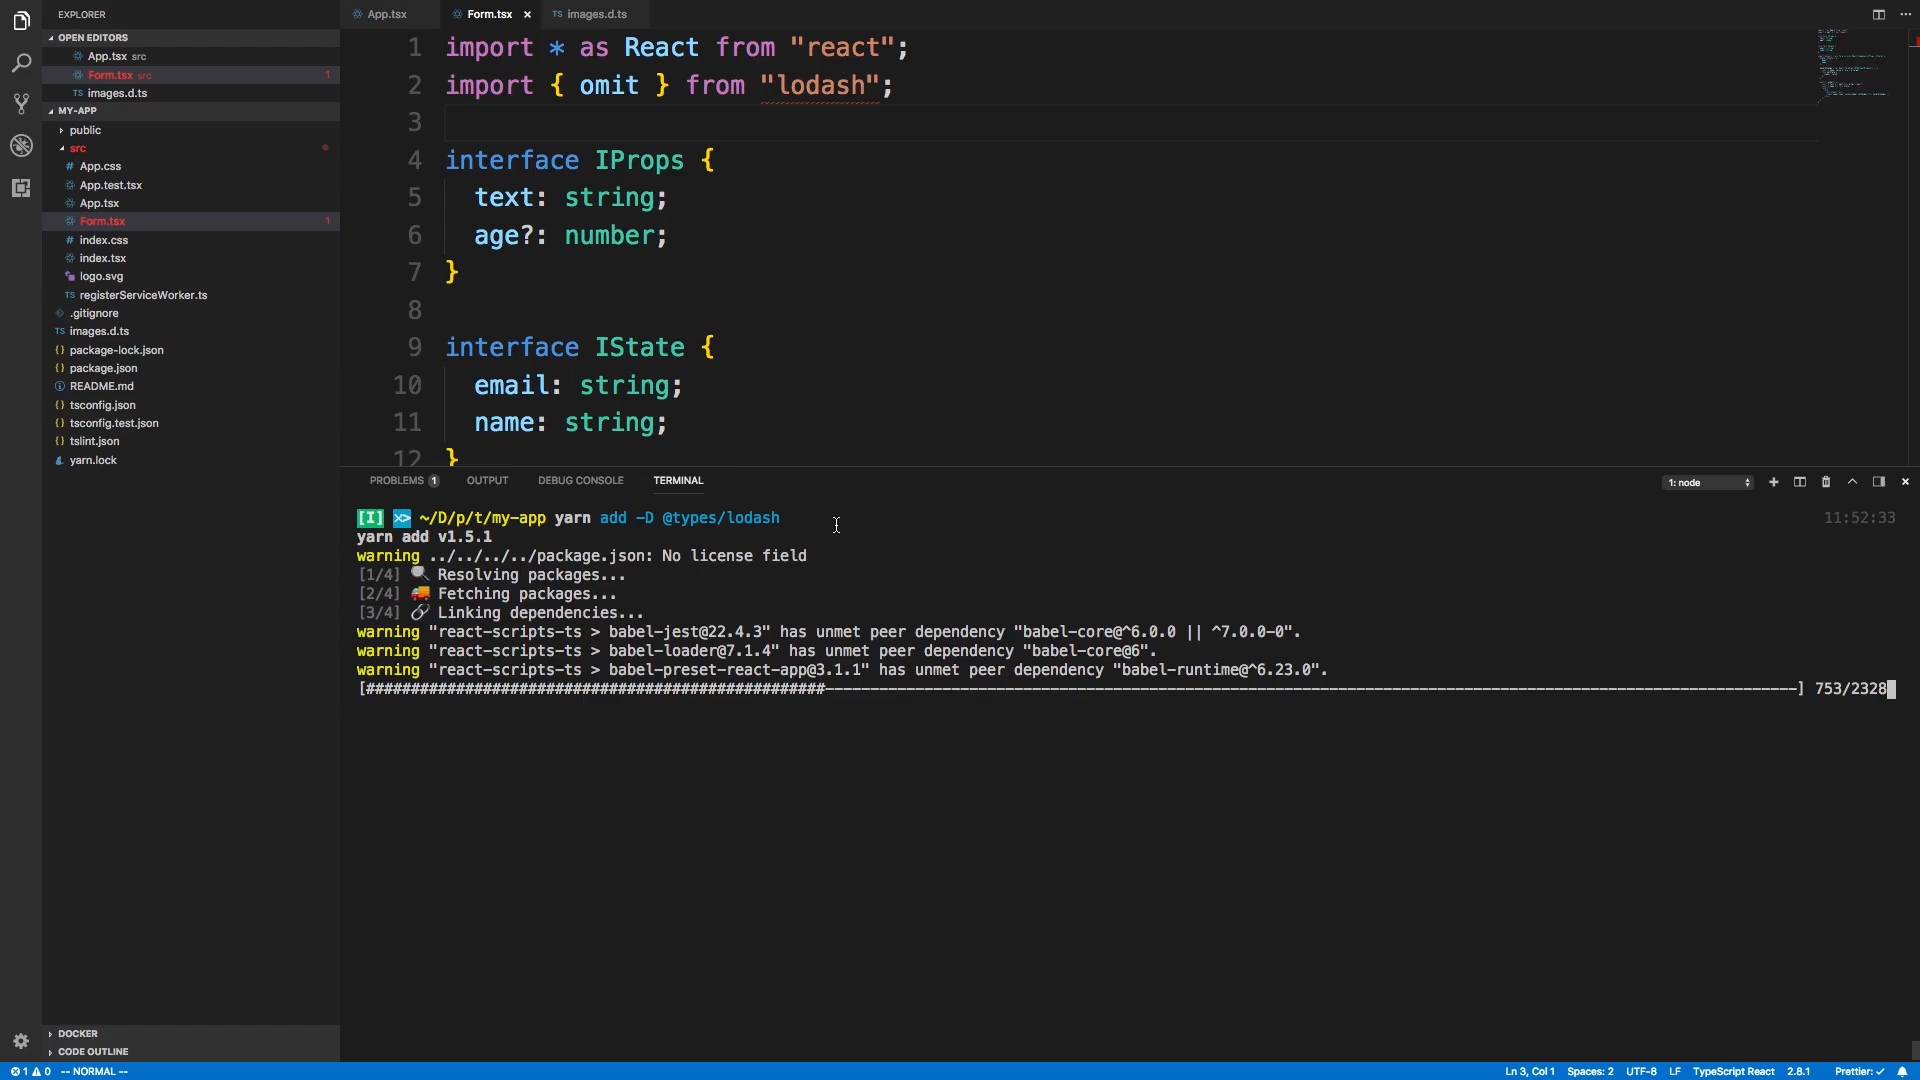 EXPLORER
OPEN EDITORS
App.tsx src
Form.tsx src 1
images.d.ts
MY-APP
public
src
# App.css
App.test.tsx
App.tsx
Form.tsx 1
# index.css
index.tsx
logo.svg
TS registerServiceWorker.ts
.gitignore
TS images.d.ts
{} package-lock.json
{} package.json
README.md
{} tsconfig.json
{} tsconfig.test.json
{} tslint.json
yarn.lock
DOCKER
CODE OUTLINE
App.tsx Form.tsx × TS images.d.ts
1 import * as React from "react";
2 import { omit } from "lodash";
3
4 interface IProps {
5 text: string;
6 age?: number;
7 }
8
9 interface IState {
10 email: string;
11 name: string;
12 }
PROBLEMS 1 OUTPUT DEBUG CONSOLE TERMINAL 1: node
[I] ~/D/p/t/my-app yarn add -D @types/lodash 11:52:33
yarn add v1.5.1
warning ../../../../package.json: No license field
[1/4] Resolving packages...
[2/4] Fetching packages...
[3/4] Linking dependencies...
warning "react-scripts-ts > babel-jest@22.4.3" has unmet peer dependency "babel-core@^6.0.0 || ^7.0.0-0".
warning "react-scripts-ts > babel-loader@7.1.4" has unmet peer dependency "babel-core@6".
warning "react-scripts-ts > babel-preset-react-app@3.1.1" has unmet peer dependency "babel-runtime@^6.23.0".
753/2328
1 0 -- NORMAL -- Ln 3, Col 1 Spaces: 2 UTF-8 LF TypeScript React 2.8.1 Prettier: ✓